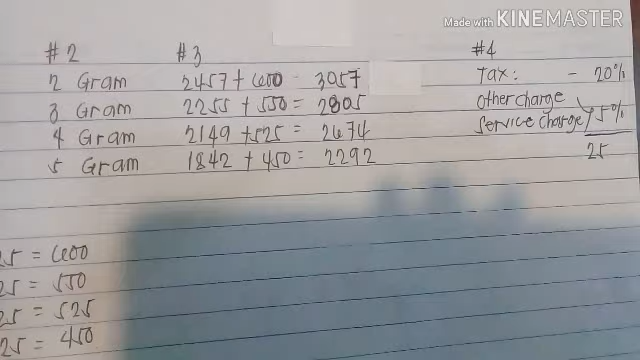 Made with KINEMASTER
#2 #3 #4
2 Gram 2457 + 600 3057
3 Gram 2255 + 550 = 2805
4 Gram 2149 + 525 = 2674
5 Gram 1842 + 450 = 2292
Tax: - 20%
other charge
service charge 5%
25
25 = 600
25 = 550
25 = 525
25 = 450